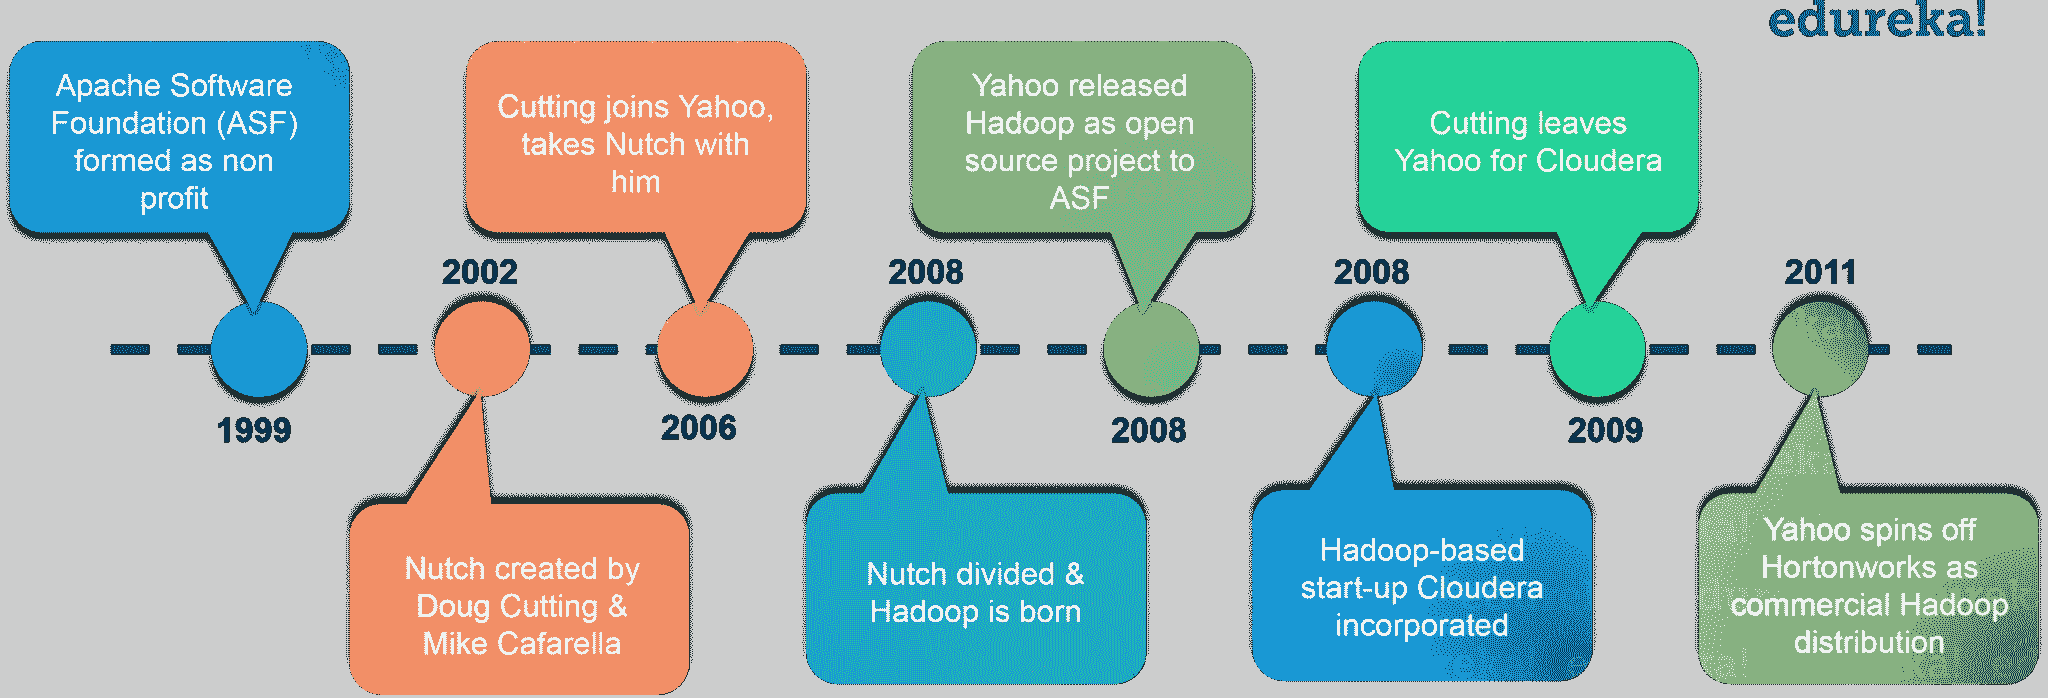 edureka!
Apache Software
Foundation (ASF)
formed as non
profit
1999
2002
Nutch created by
Doug Cutting &
Mike Cafarella
Cutting joins Yahoo,
takes Nutch with
him
2006
2008
Nutch divided &
Hadoop is born
Yahoo released
Hadoop as open
source project to
ASF
2008
2008
Hadoop-based
start-up Cloudera
incorporated
Cutting leaves
Yahoo for Cloudera
2009
2011
Yahoo spins off
Hortonworks as
commercial Hadoop
distribution